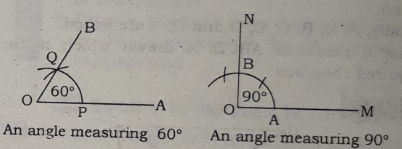 B
Q
60°
O
P
A
An angle measuring 60°
N
B
90°
O
A
M
An angle measuring 90°